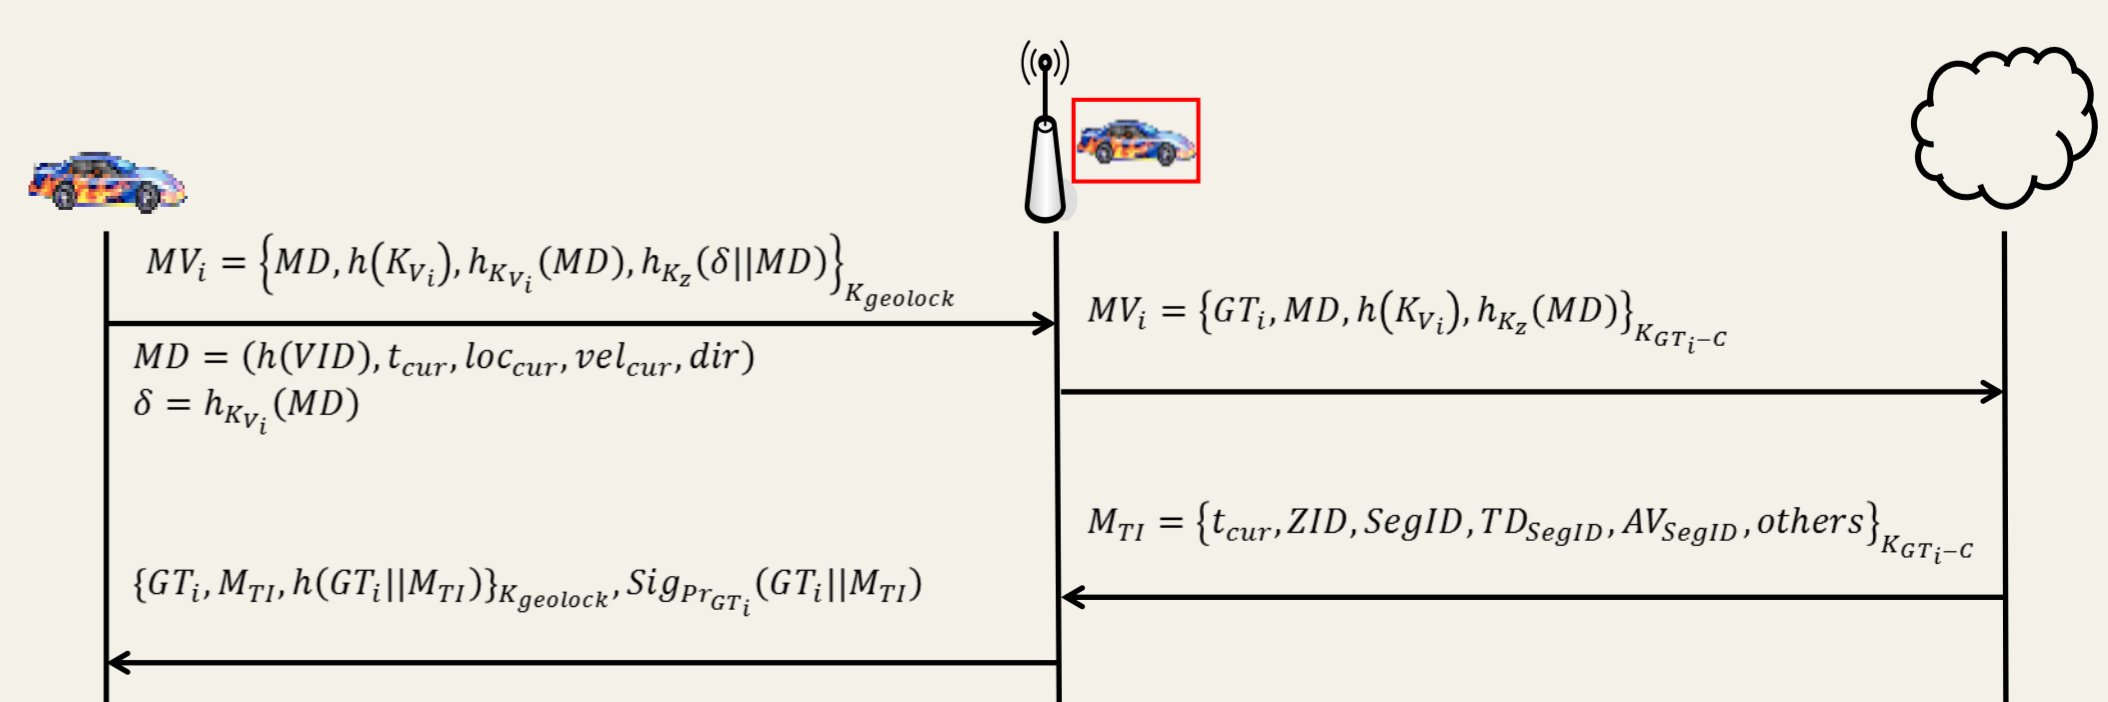 MV_i = {MD, h(K_{V_i}), h_{K_{V_i}}(MD), h_{K_z}(δ||MD)}_{K_{geolock}}
MD = (h(VID), t_{cur}, loc_{cur}, vel_{cur}, dir)
δ = h_{K_{V_i}}(MD)
MV_i = {GT_i, MD, h(K_{V_i}), h_{K_z}(MD)}_{K_{GT_i-C}}
M_{TI} = {t_{cur}, ZID, SegID, TD_{SegID}, AV_{SegID}, others}_{K_{GT_i-C}}
{GT_i, M_{TI}, h(GT_i||M_{TI})}_{K_{geolock}}, Sig_{Pr_{GT_i}}(GT_i||M_{TI})